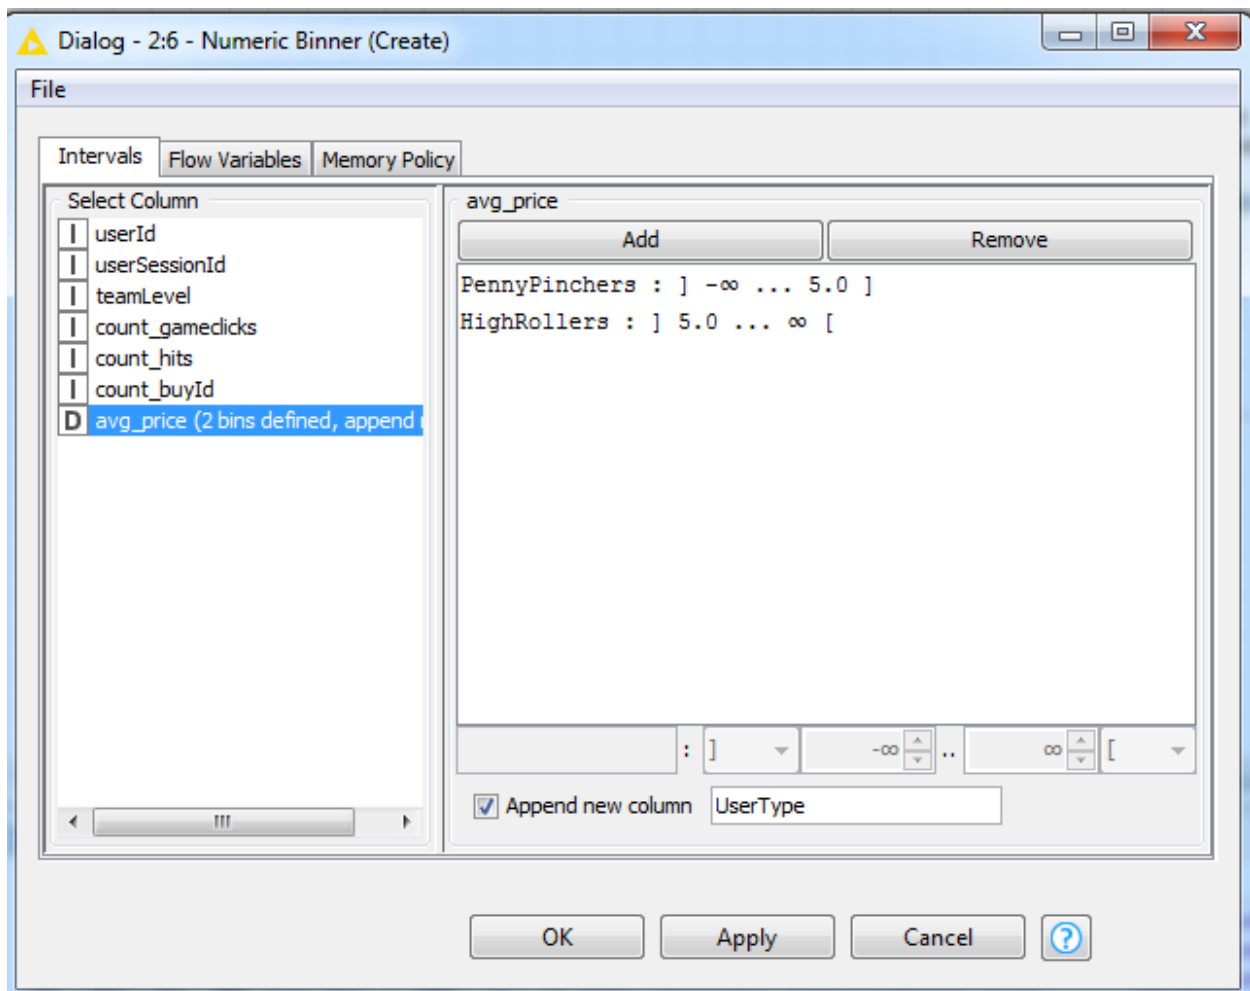 Dialog - 2:6 - Numeric Binner (Create)
File
Intervals Flow Variables Memory Policy
Select Column
I userId
I userSessionId
I teamLevel
I count_gameclicks
I count_hits
I count_buyId
D avg_price (2 bins defined, append
avg_price
Add Remove
PennyPinchers : ] -∞ ... 5.0 ]
HighRollers : ] 5.0 ... ∞ [
: ] -∞ .. ∞ [
Append new column UserType
OK Apply Cancel ?